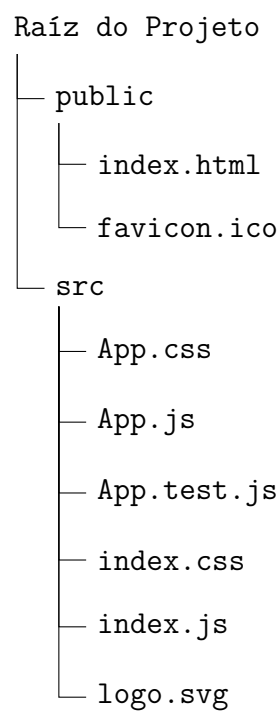 Raíz do Projeto
public
index.html
favicon.ico
src
App.css
App.js
App.test.js
index.css
index.js
logo.svg